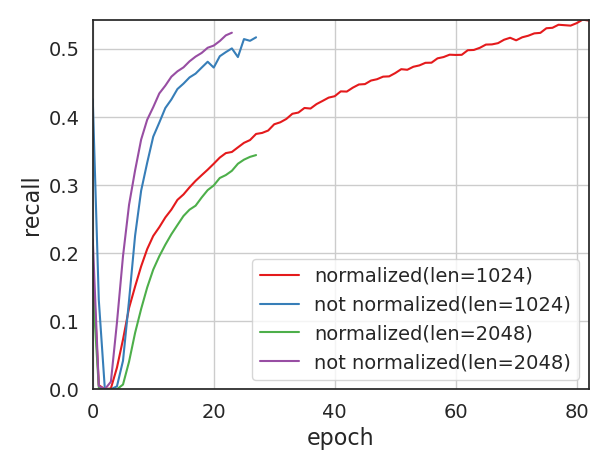 0.5
0.4
0.3
0.2
0.1
0.0
recall
normalized(len=1024)
not normalized(len=1024)
normalized(len=2048)
not normalized(len=2048)
0 20 40 60 80
epoch